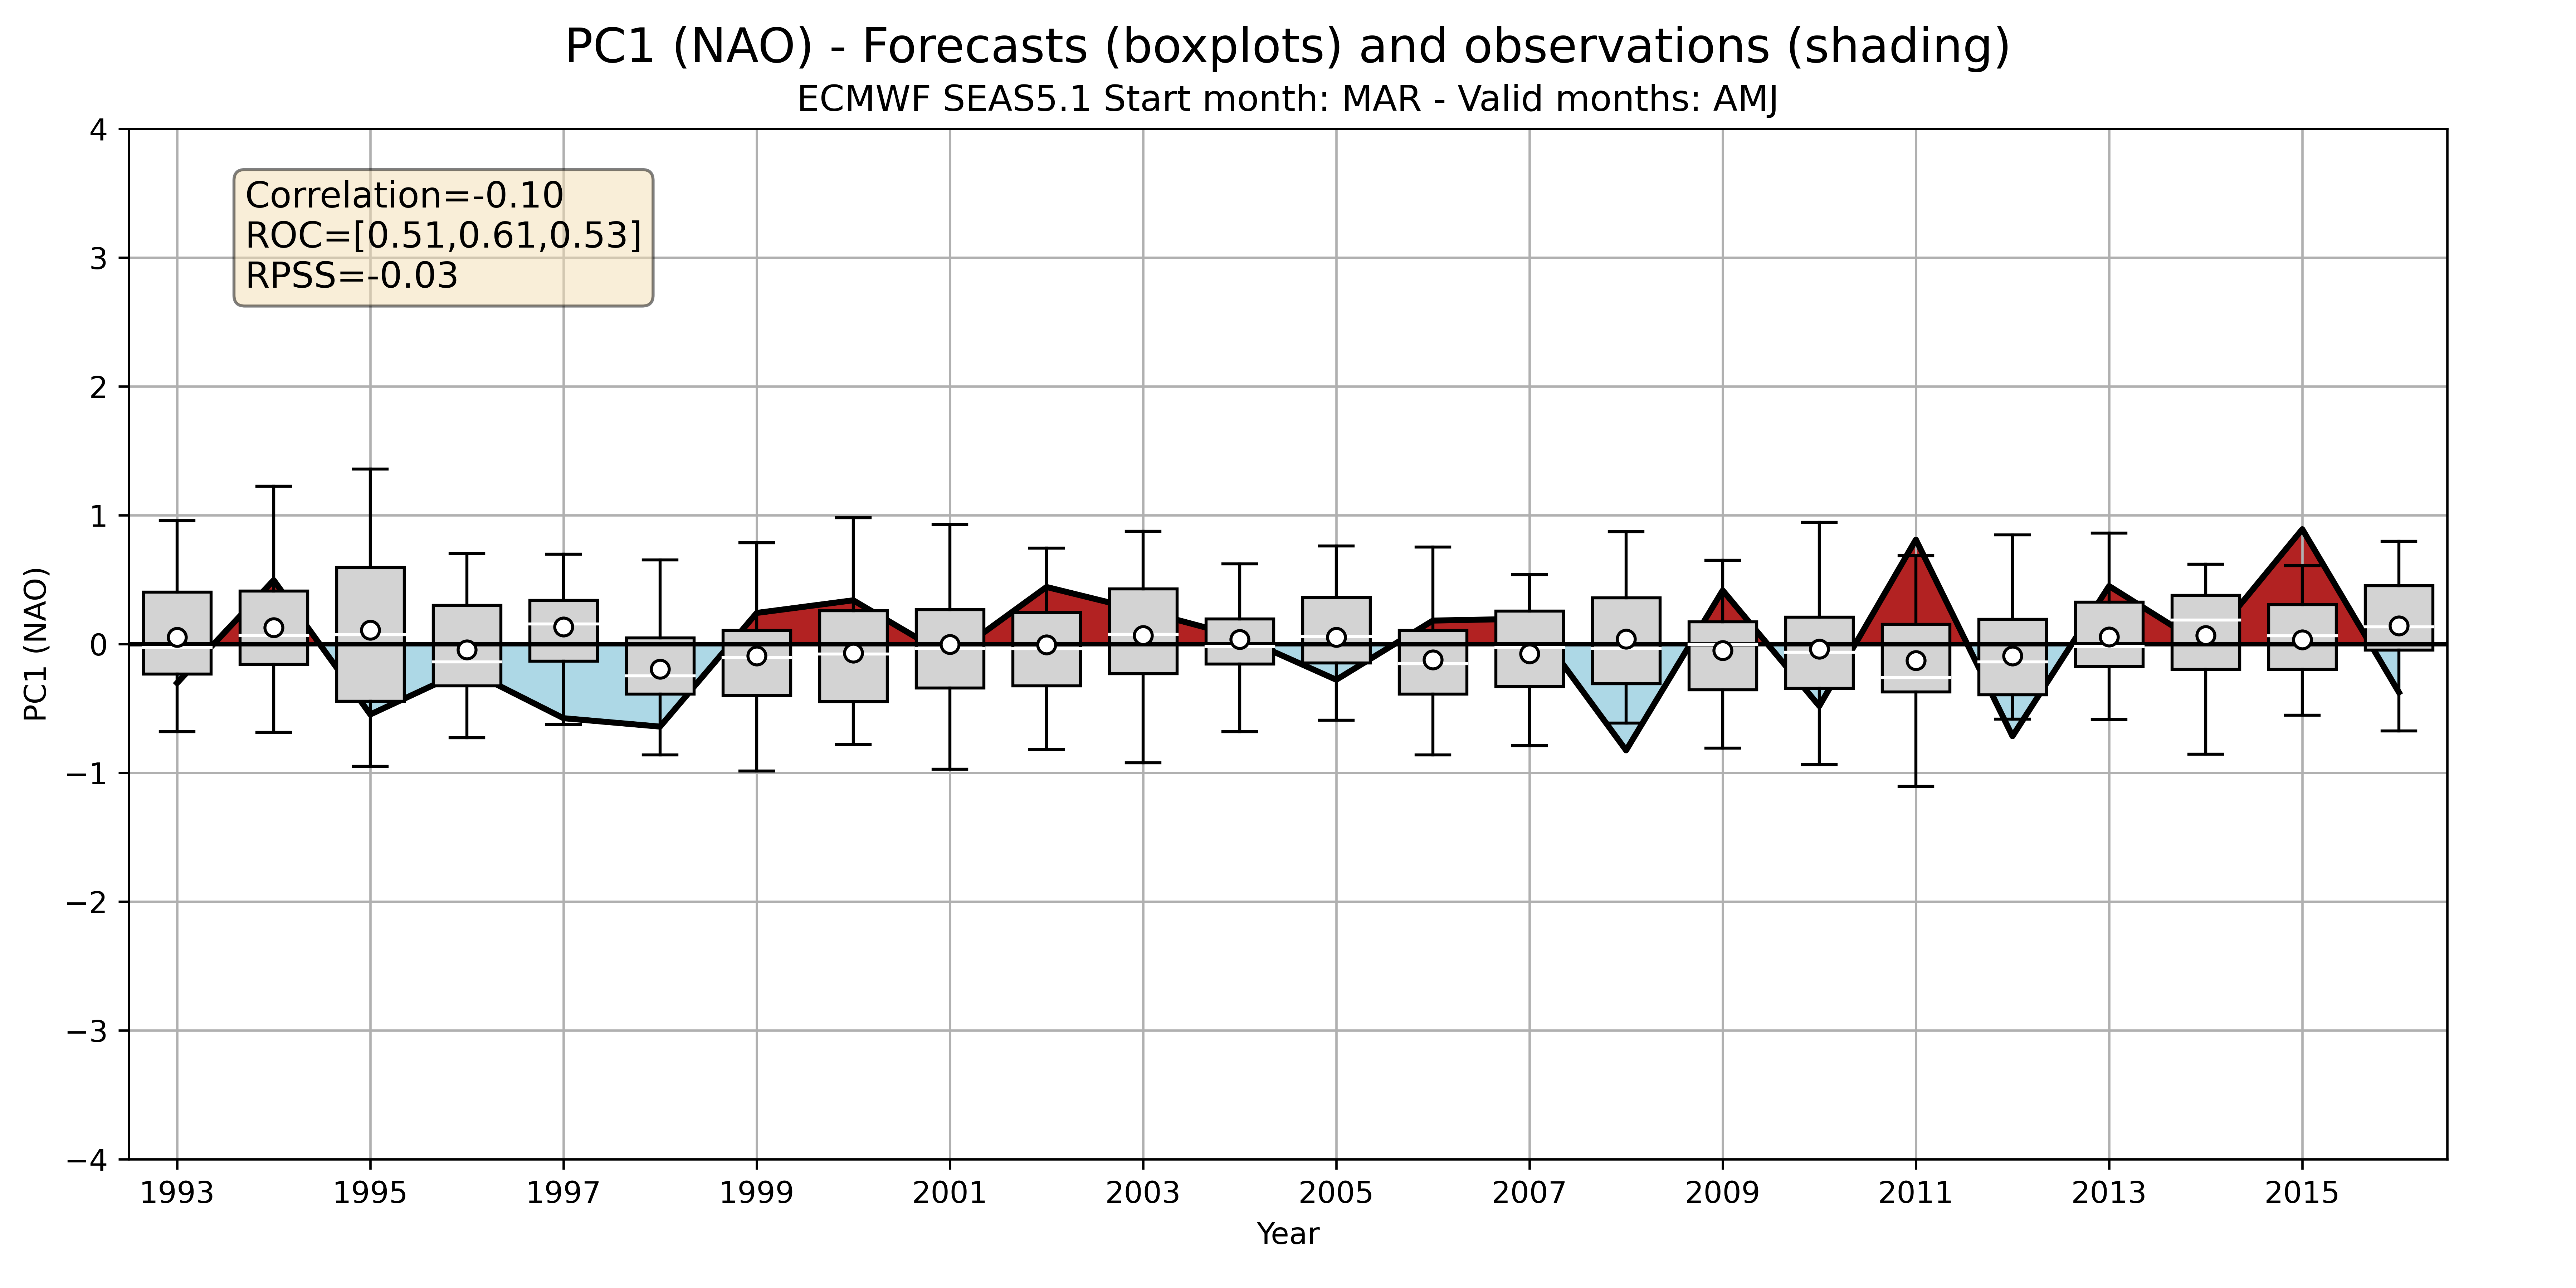 PC1 (NAO) - Forecasts (boxplots) and observations (shading)
ECMWF SEAS5.1 Start month: MAR - Valid months: AMJ
Correlation=-0.10
ROC=[0.51,0.61,0.53]
RPSS=-0.03
PC1 (NAO)
4
3
2
1
0
−1
−2
−3
−4
1993 1995 1997 1999 2001 2003 2005 2007 2009 2011 2013 2015
Year